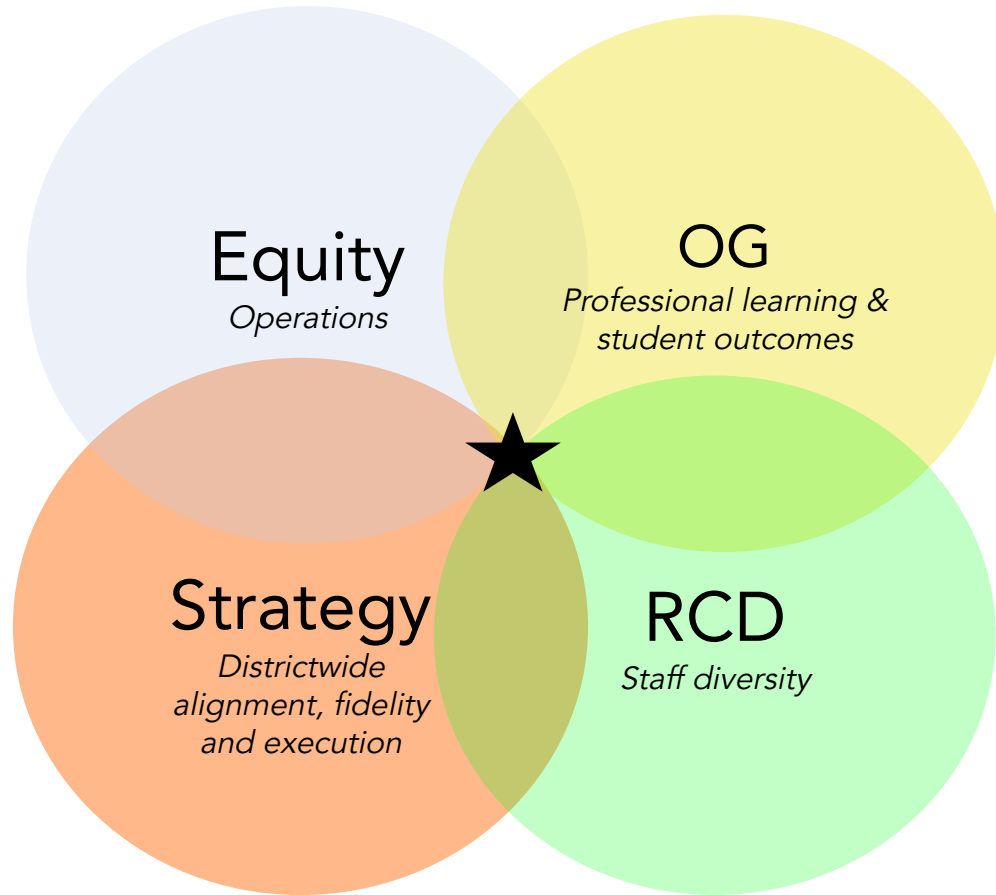 Equity
Operations
OG
Professional learning &
student outcomes
Strategy
Districtwide
alignment, fidelity
and execution
RCD
Staff diversity